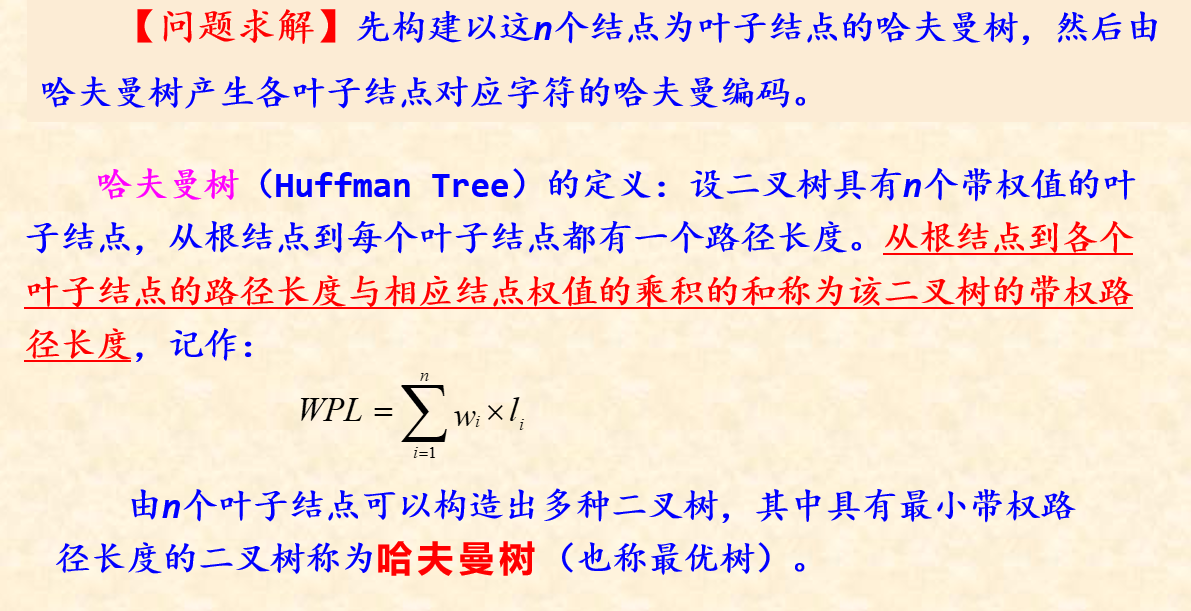 【问题求解】先构建以这n个结点为叶子结点的哈夫曼树，然后由
哈夫曼树产生各叶子结点对应字符的哈夫曼编码。
哈夫曼树（Huffman Tree）的定义：设二叉树具有n个带权值的叶
子结点，从根结点到每个叶子结点都有一个路径长度。从根结点到各个
叶子结点的路径长度与相应结点权值的乘积的和称为该二叉树的带权路
径长度，记作：
WPL = ∑_{i=1}^{n} w_i × l_i
由n个叶子结点可以构造出多种二叉树，其中具有最小带权路
径长度的二叉树称为哈夫曼树（也称最优树）。